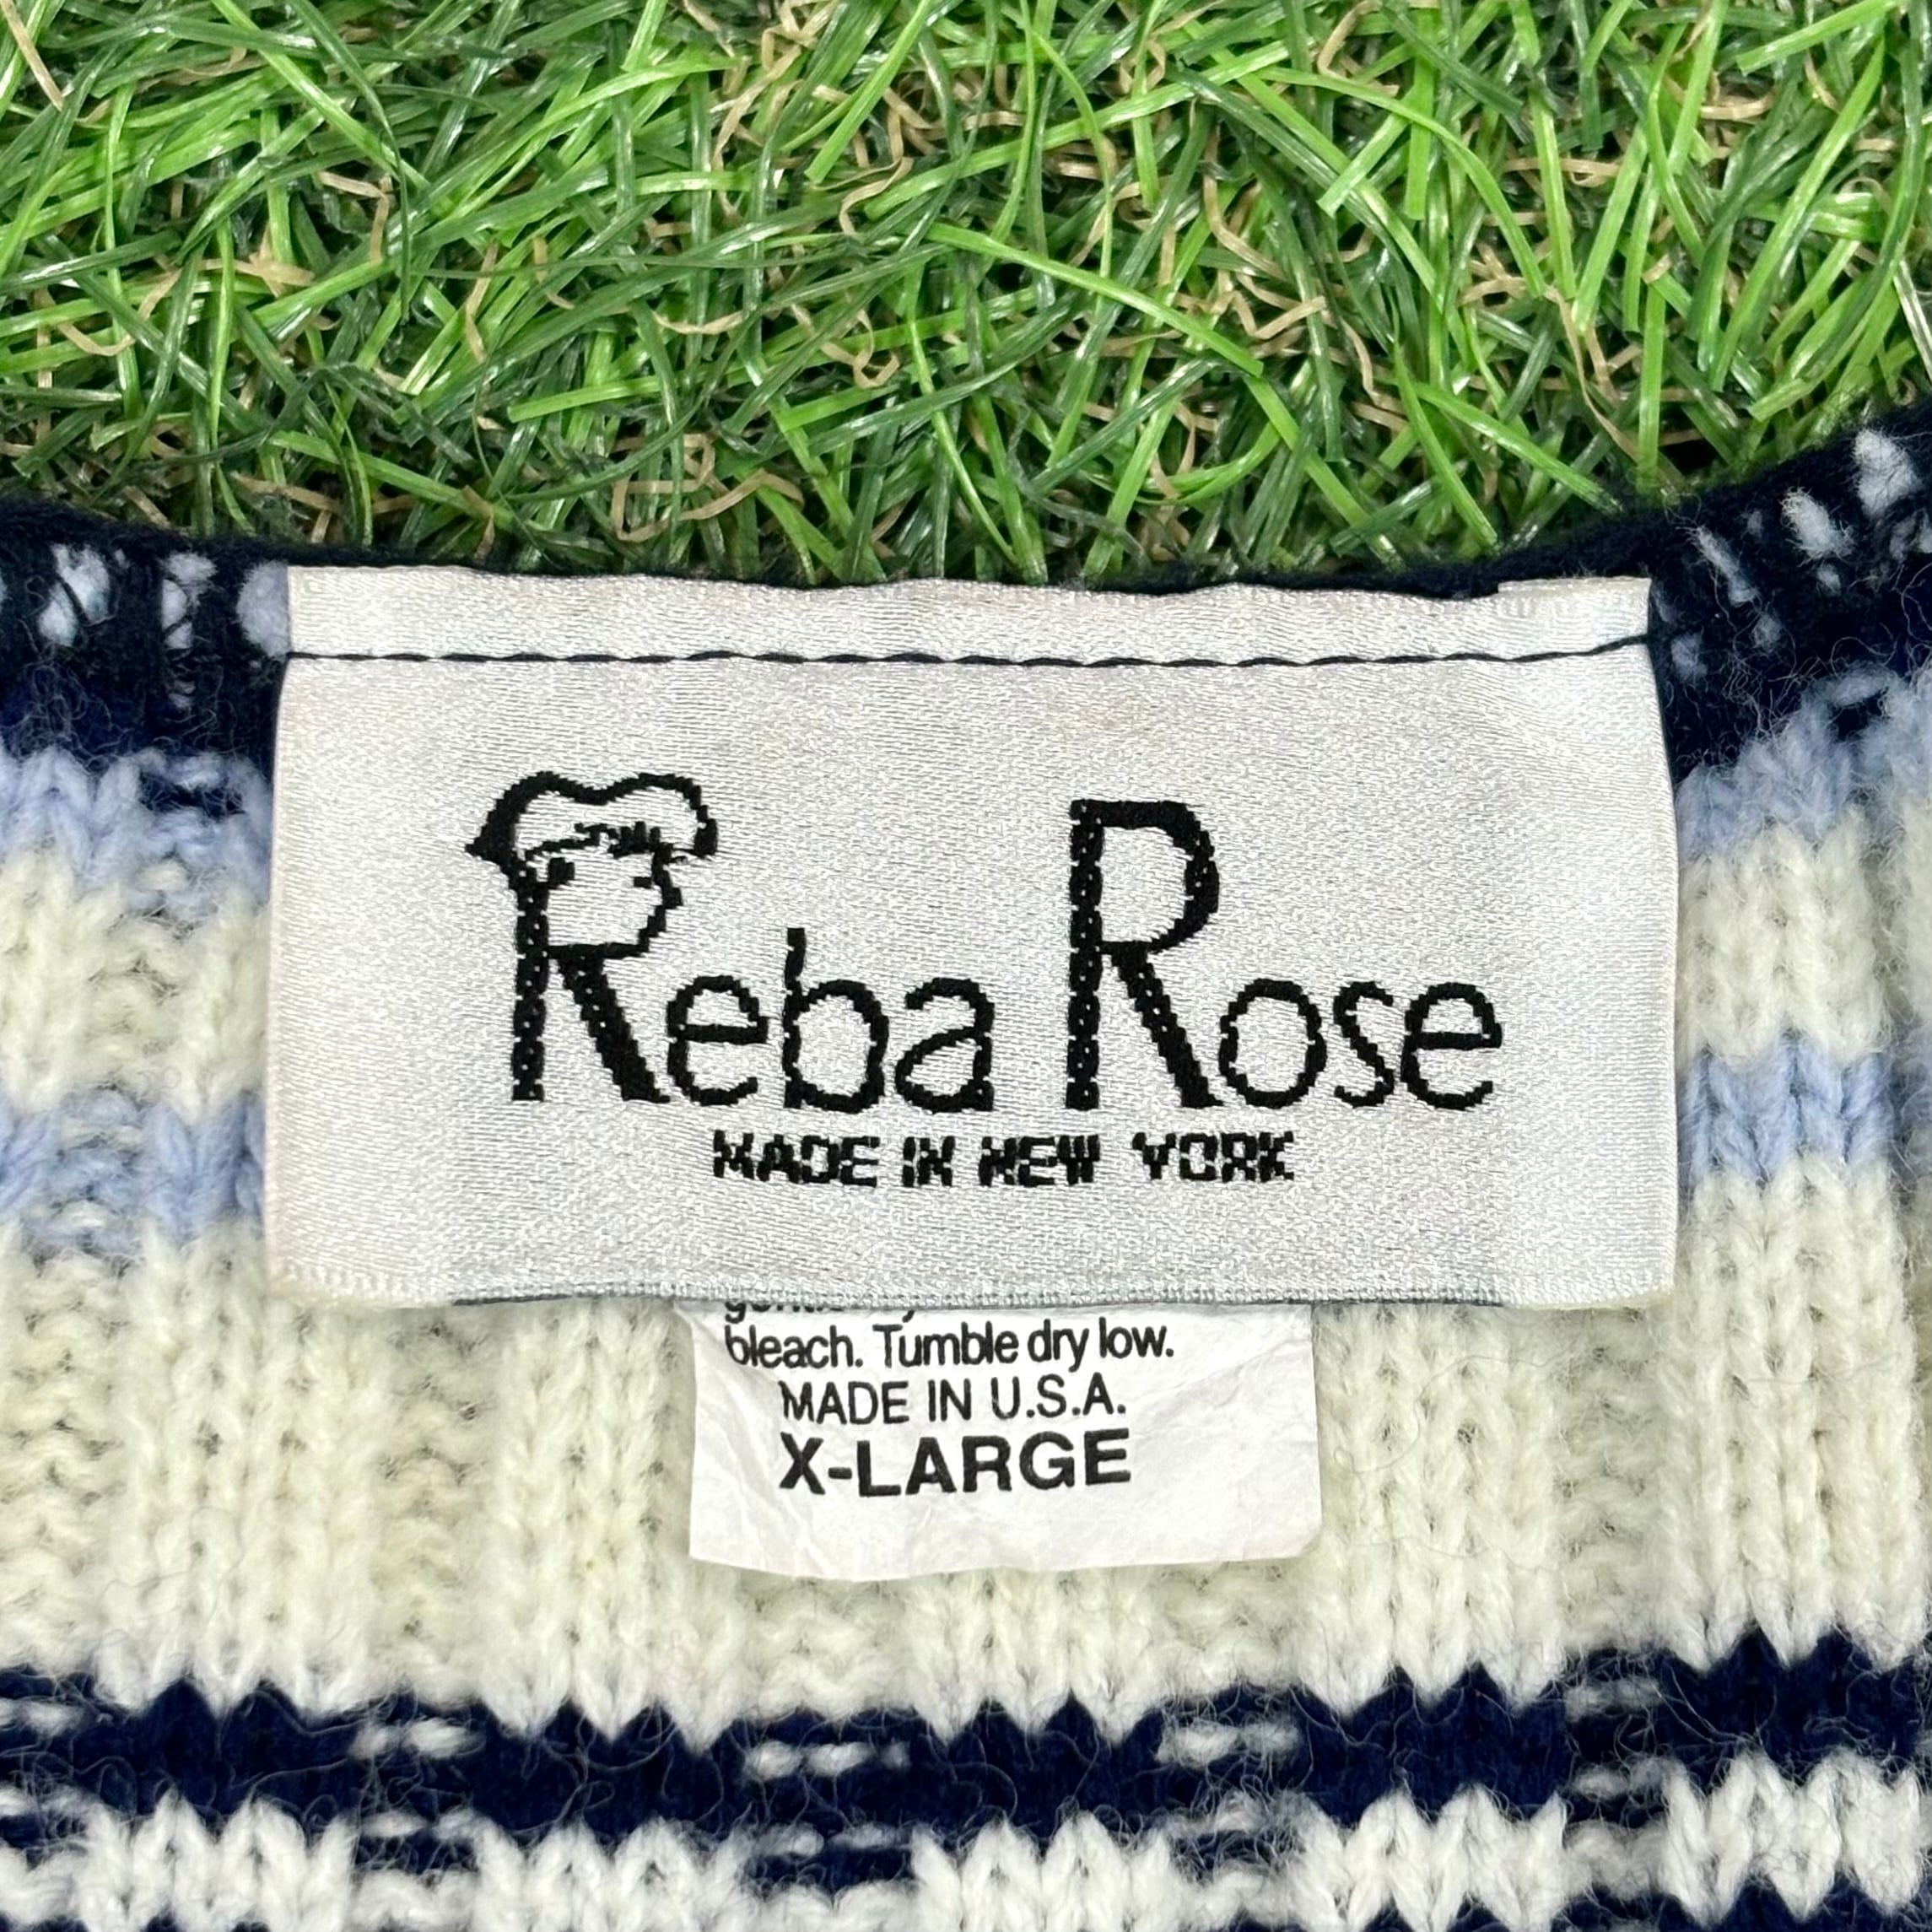 Reba Rose
MADE IN NEW YORK
bleach. Tumble dry low.
MADE IN U.S.A.
X-LARGE